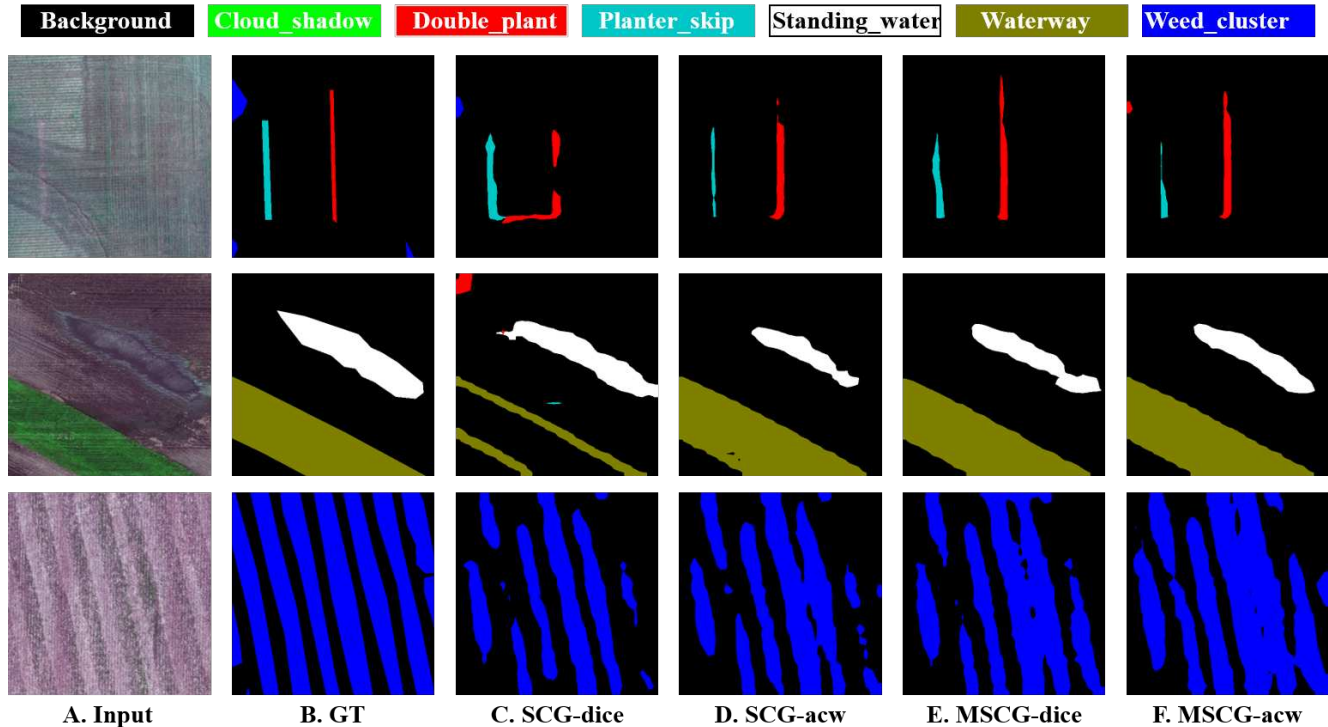 Background Cloud_shadow Double_plant Planter_skip Standing_water Waterway Weed_cluster
A. Input B. GT C. SCG-dice D. SCG-acw E. MSCG-dice F. MSCG-acw